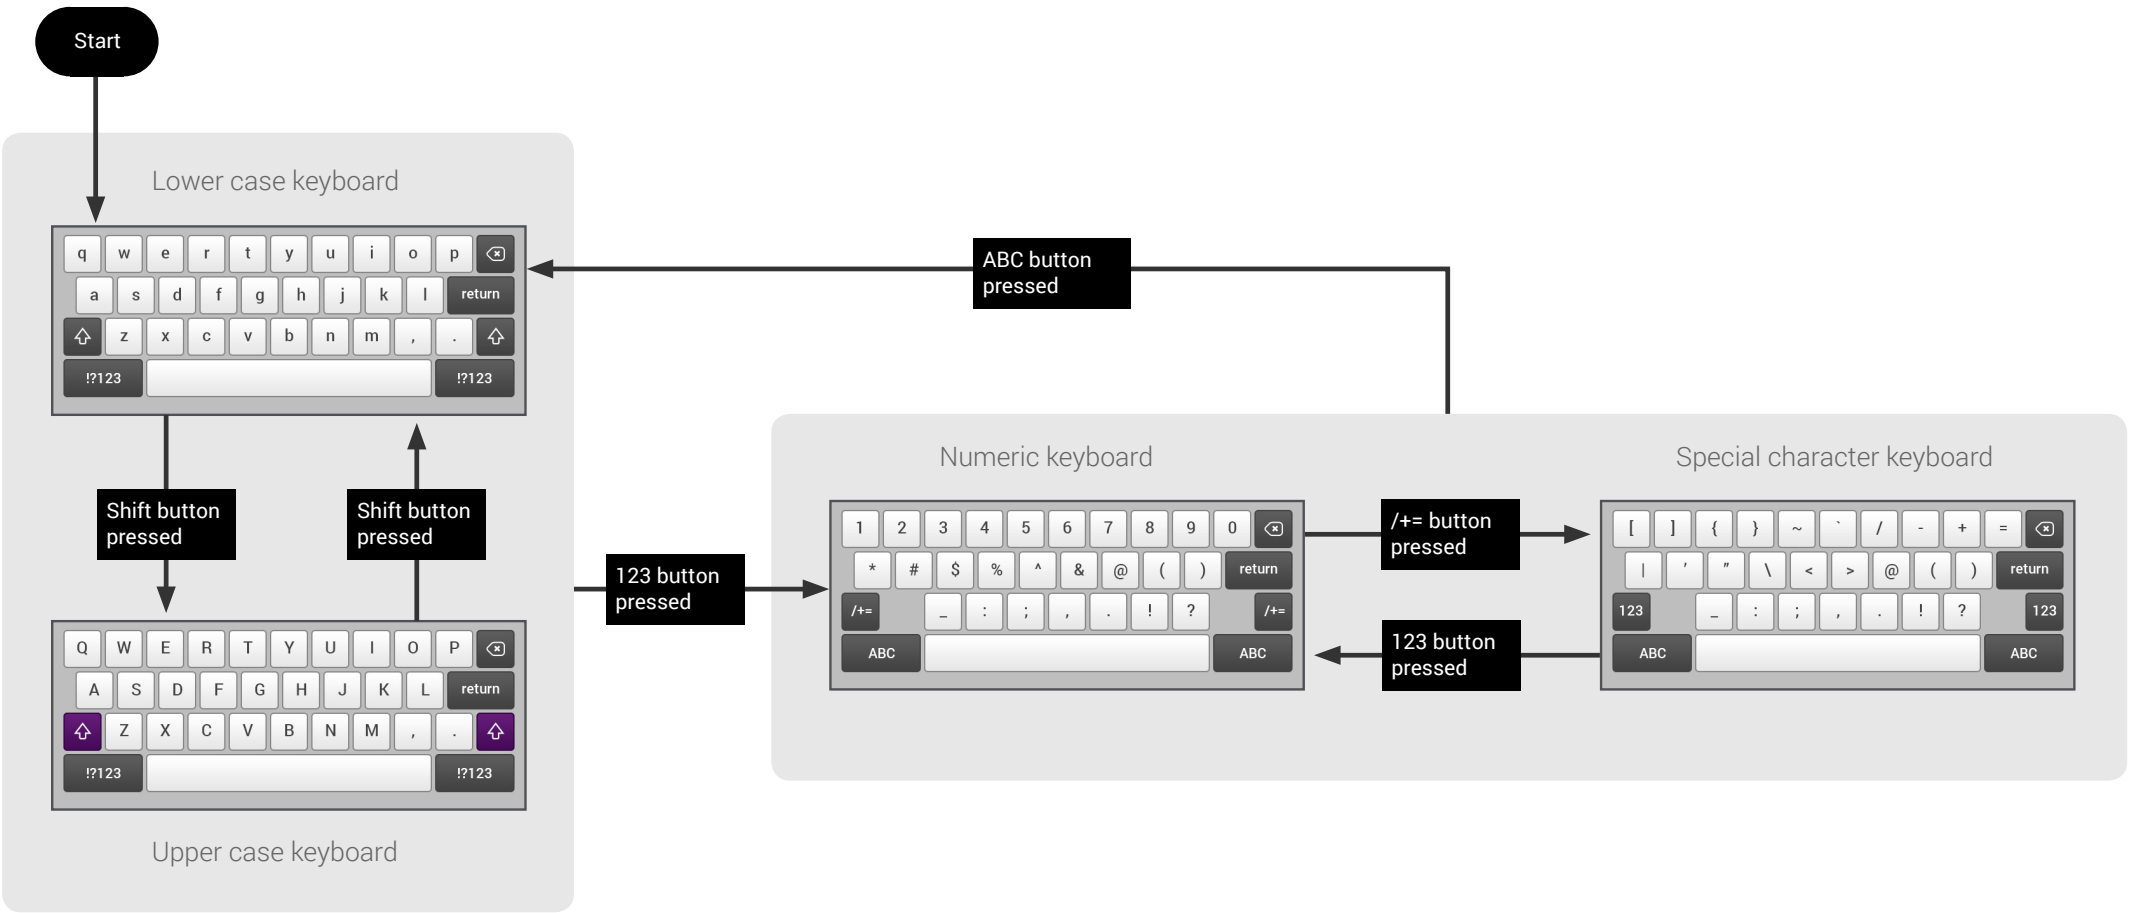 Start
Lower case keyboard
q w e r t y u i o p
a s d f g h j k l return
z x c v b n m , .
!?123 !?123
ABC button
pressed
Shift button
pressed
Shift button
pressed
Q W E R T Y U I O P
A S D F G H J K L return
Z X C V B N M , .
!?123 !?123
Upper case keyboard
123 button
pressed
Numeric keyboard
1 2 3 4 5 6 7 8 9 0
* # $ % ^ & @ ( ) return
/+= _ : ; , . ! ? /+=
ABC ABC
/+= button
pressed
123 button
pressed
Special character keyboard
[ ] { } ~ ` / - + =
| ′ ″ \ < > @ ( ) return
123 _ : ; , . ! ? 123
ABC ABC